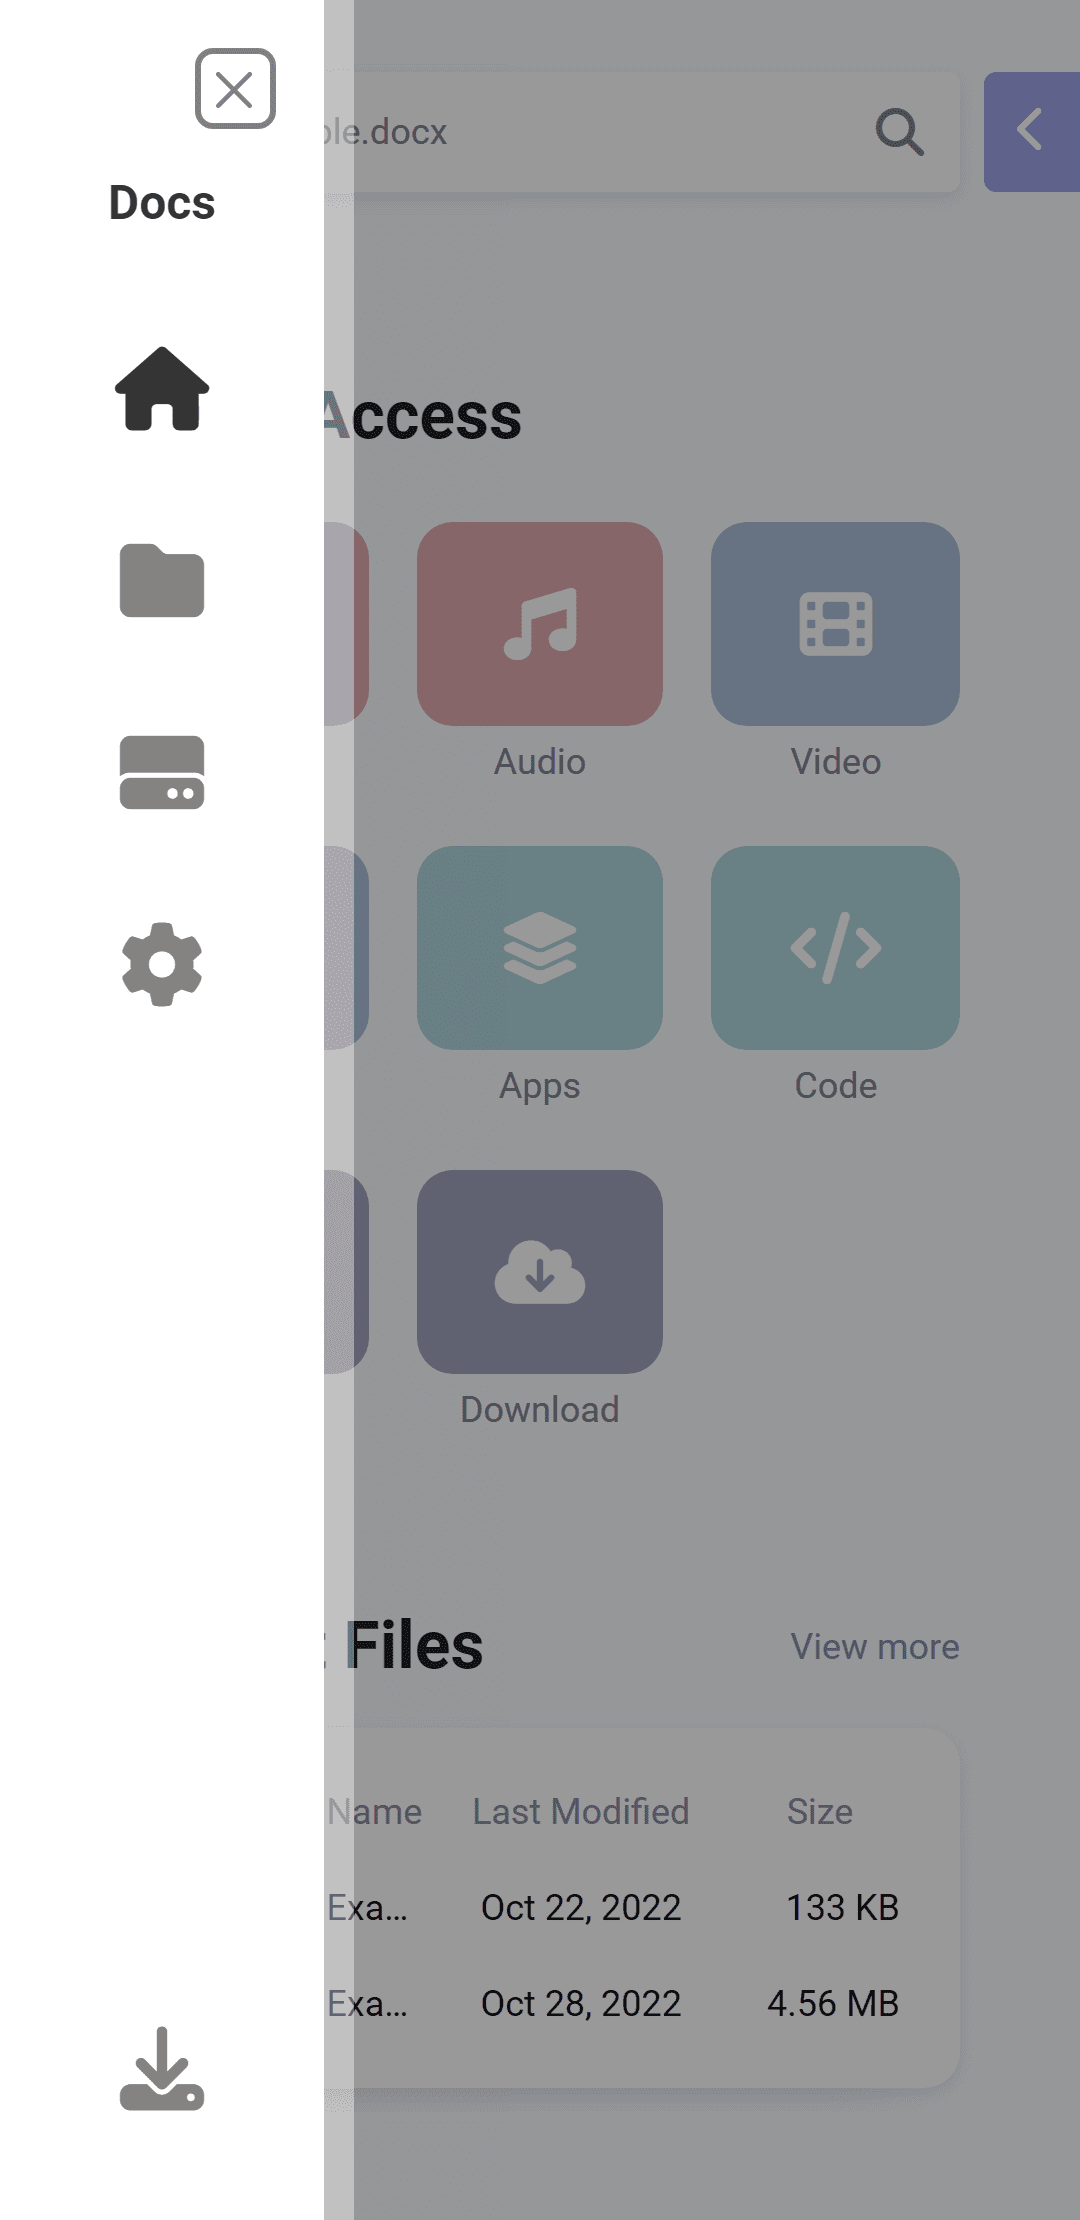 ple.docx
Docs
Access
Audio
Video
Apps
Code
Download
Files
View more
Name
Last Modified
Size
Exa...
Oct 22, 2022
133 KB
Exa...
Oct 28, 2022
4.56 MB